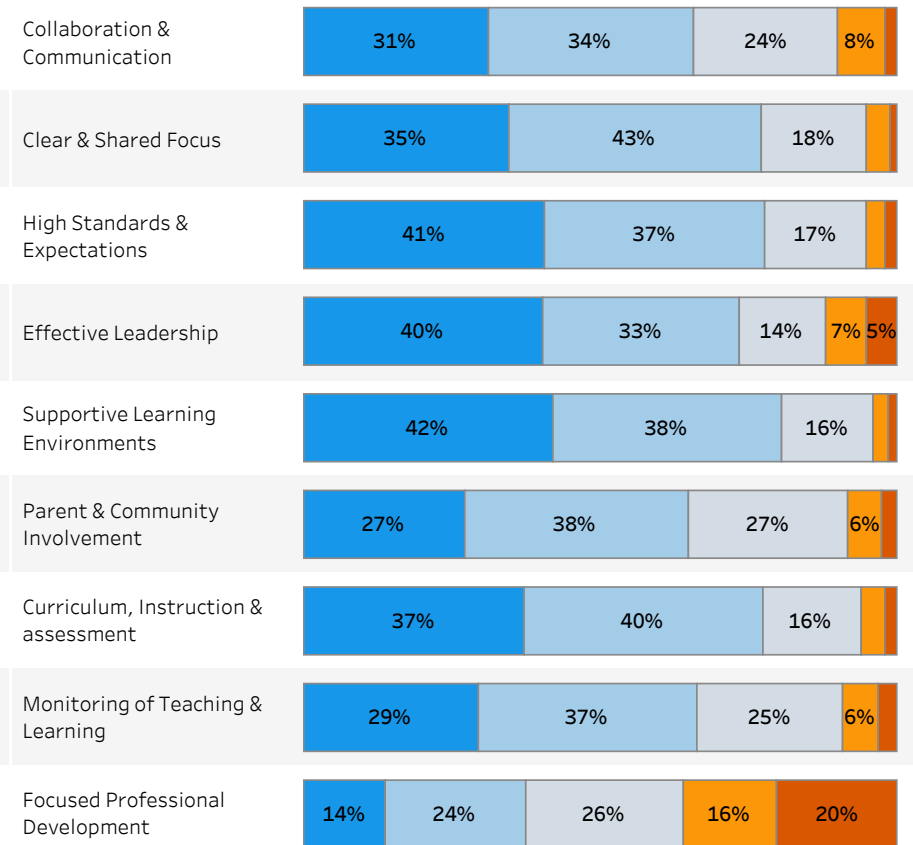 Collaboration &
Communication
31% 34% 24% 8%
Clear & Shared Focus
35% 43% 18%
High Standards &
Expectations
41% 37% 17%
Effective Leadership
40% 33% 14% 7% 5%
Supportive Learning
Environments
42% 38% 16%
Parent & Community
Involvement
27% 38% 27% 6%
Curriculum, Instruction &
assessment
37% 40% 16%
Monitoring of Teaching &
Learning
29% 37% 25% 6%
Focused Professional
Development
14% 24% 26% 16% 20%